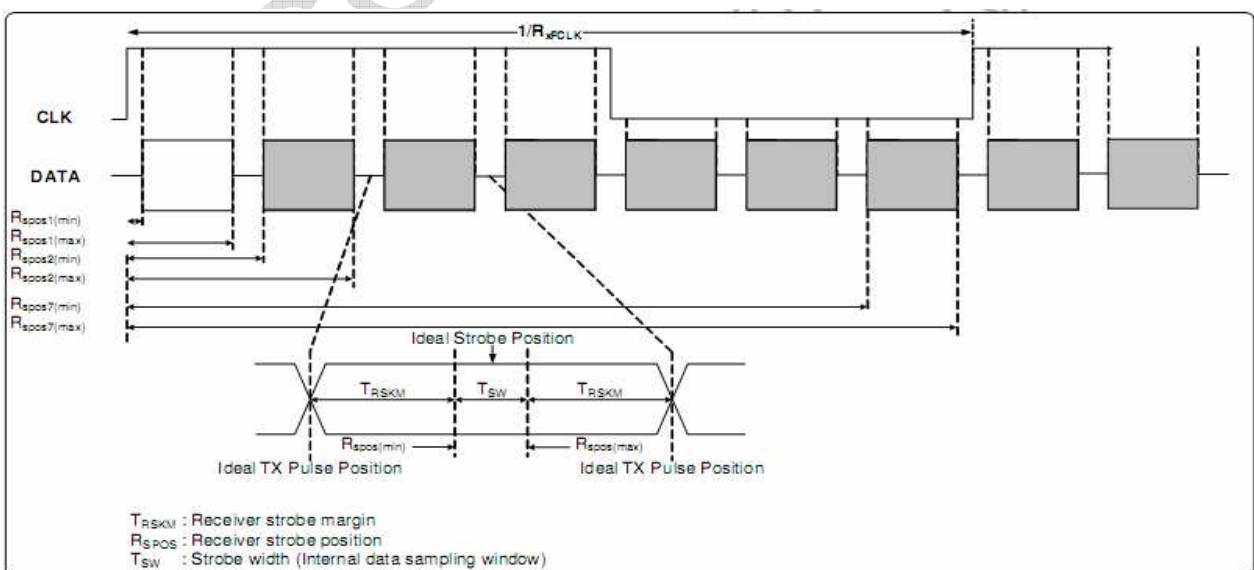 1/RxFCLK
CLK
DATA
Rspos1(min)
Rspos1(max)
Rspos2(min)
Rspos2(max)
Rspos7(min)
Rspos7(max)
Ideal Strobe Position
TRSKM TSW TRSKM
Rspos(min) Rspos(max)
Ideal TX Pulse Position Ideal TX Pulse Position
TRSKM : Receiver strobe margin
RSPOS : Receiver strobe position
TSW : Strobe width (Internal data sampling window)